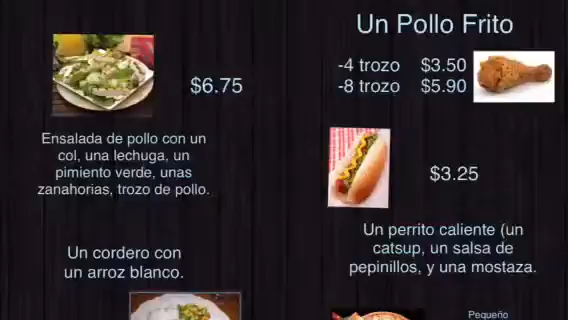 $6.75
Ensalada de pollo con un
col, una lechuga, un
pimiento verde, unas
zanahorias, trozo de pollo.
Un cordero con
un arroz blanco.
Un Pollo Frito
-4 trozo $3.50
-8 trozo $5.90
$3.25
Un perrito caliente (un
catsup, un salsa de
pepinillos, y una mostaza.
Pequeño